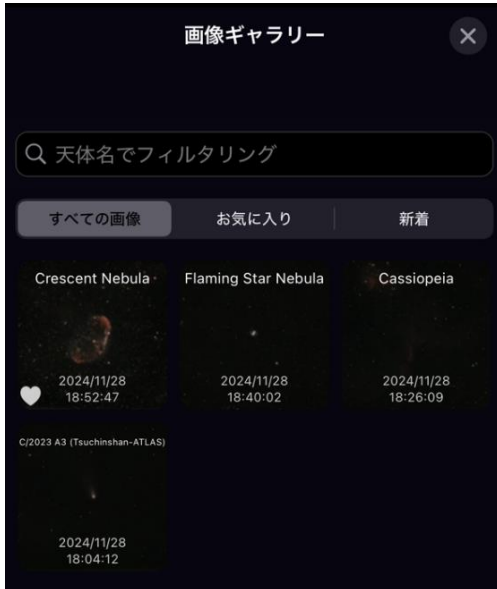 画像ギャラリー
天体名でフィルタリング
すべての画像 お気に入り 新着
Crescent Nebula
2024/11/28
18:52:47
Flaming Star Nebula
2024/11/28
18:40:02
Cassiopeia
2024/11/28
18:26:09
C/2023 A3 (Tsuchinshan-ATLAS)
2024/11/28
18:04:12